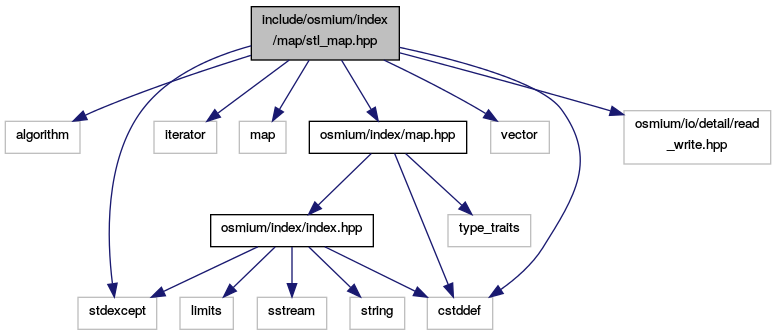 include/osmium/index
/map/stl_map.hpp
algorithm
iterator
map
osmium/index/map.hpp
vector
osmium/io/detail/read
_write.hpp
osmium/index/index.hpp
type_traits
stdexcept
limits
sstream
string
cstddef